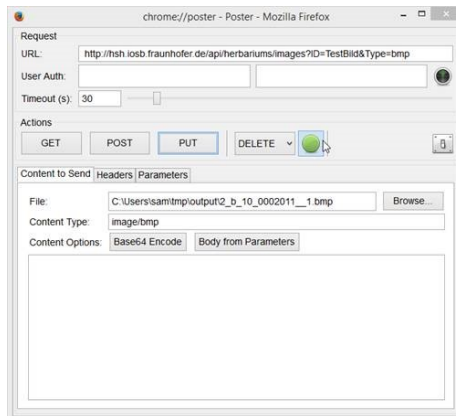 chrome://poster - Poster - Mozilla Firefox
Request
URL: http://hsh.iosb.fraunhofer.de/api/herbariums/images?ID=TestBild&Type=bmp
User Auth:
Timeout (s): 30
Actions
GET POST PUT DELETE
Content to Send Headers Parameters
File: C:\Users\sam\tmp\output\2_b_10_0002011__1.bmp Browse...
Content Type: image/bmp
Content Options: Base64 Encode Body from Parameters